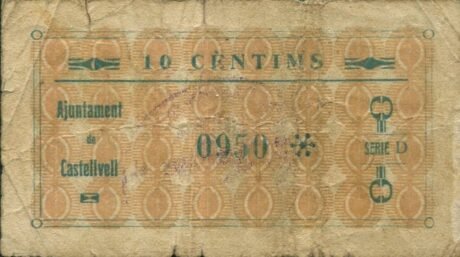 10 CENTIMS
Ajuntament
de
Castellvell
0950 *
SERIE D